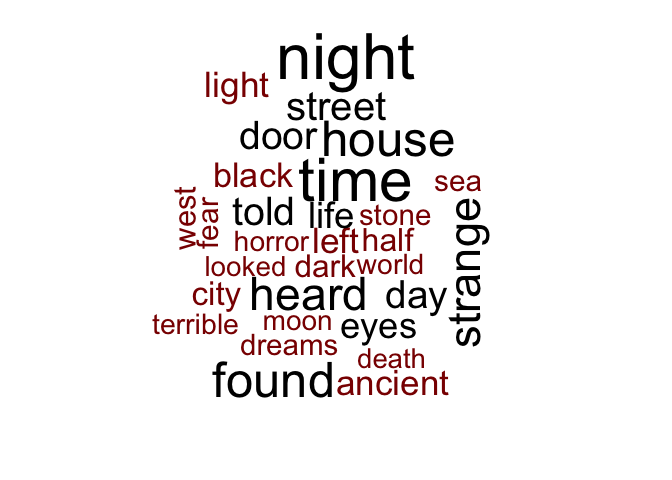 night
light
street
door house
black time sea
west fear told life stone strange
horror left half
looked dark world
city heard day
terrible moon eyes
dreams death
found ancient